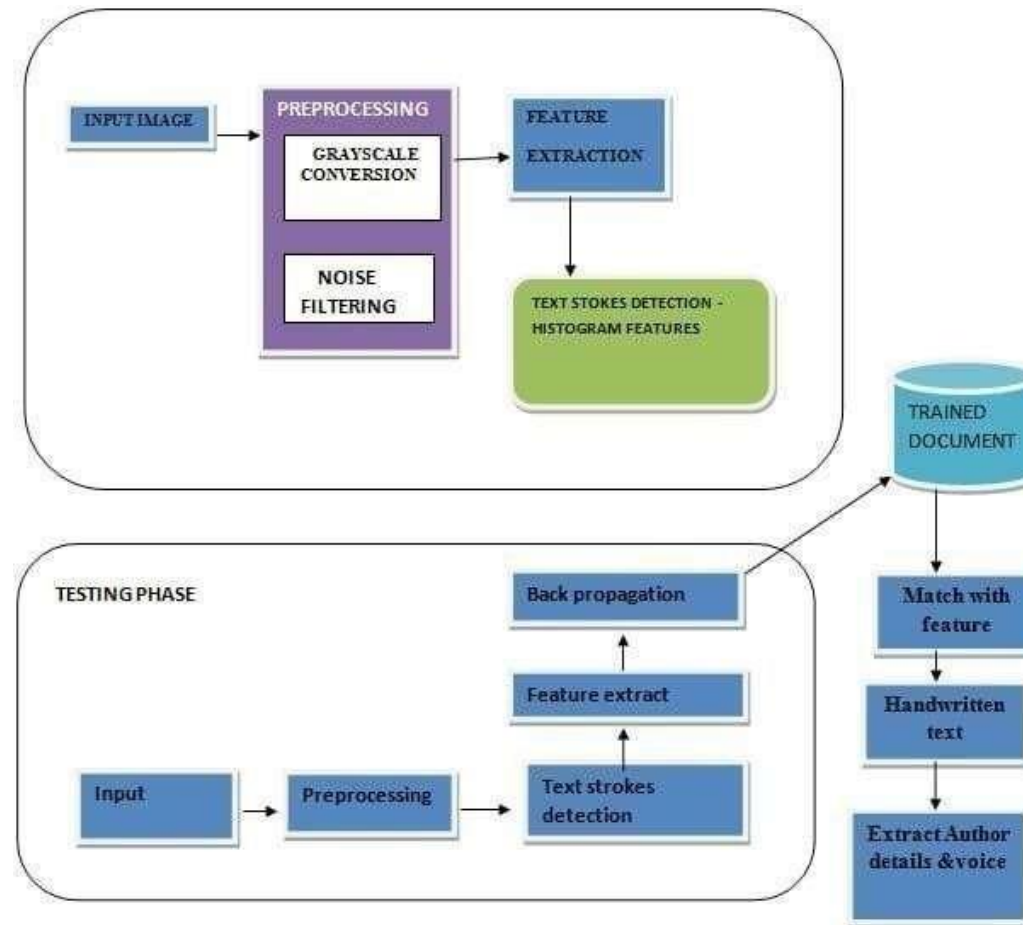 INPUT IMAGE
PREPROCESSING
GRAYSCALE
CONVERSION
NOISE
FILTERING
FEATURE
EXTRACTION
TEXT STOKES DETECTION -
HISTOGRAM FEATURES
TRAINED
DOCUMENT
TESTING PHASE
Input
Preprocessing
Text strokes
detection
Feature extract
Back propagation
Match with
feature
Handwritten
text
Extract Author
details &voice